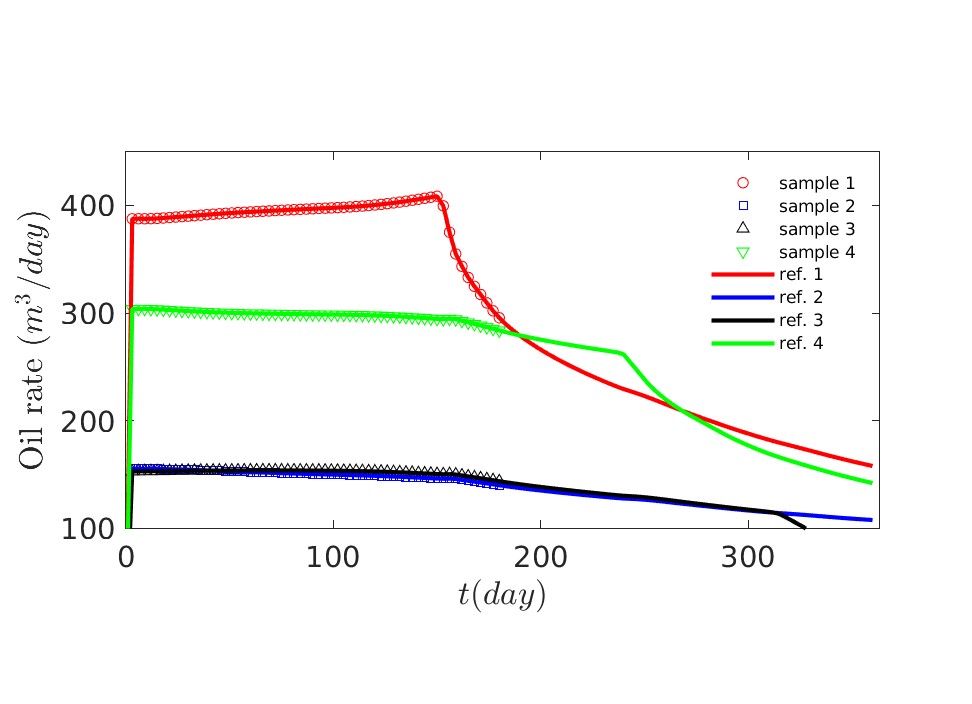 Oil rate (m³/day)
400
300
200
100
0 100 200 300
t(day)
sample 1
sample 2
sample 3
sample 4
ref. 1
ref. 2
ref. 3
ref. 4